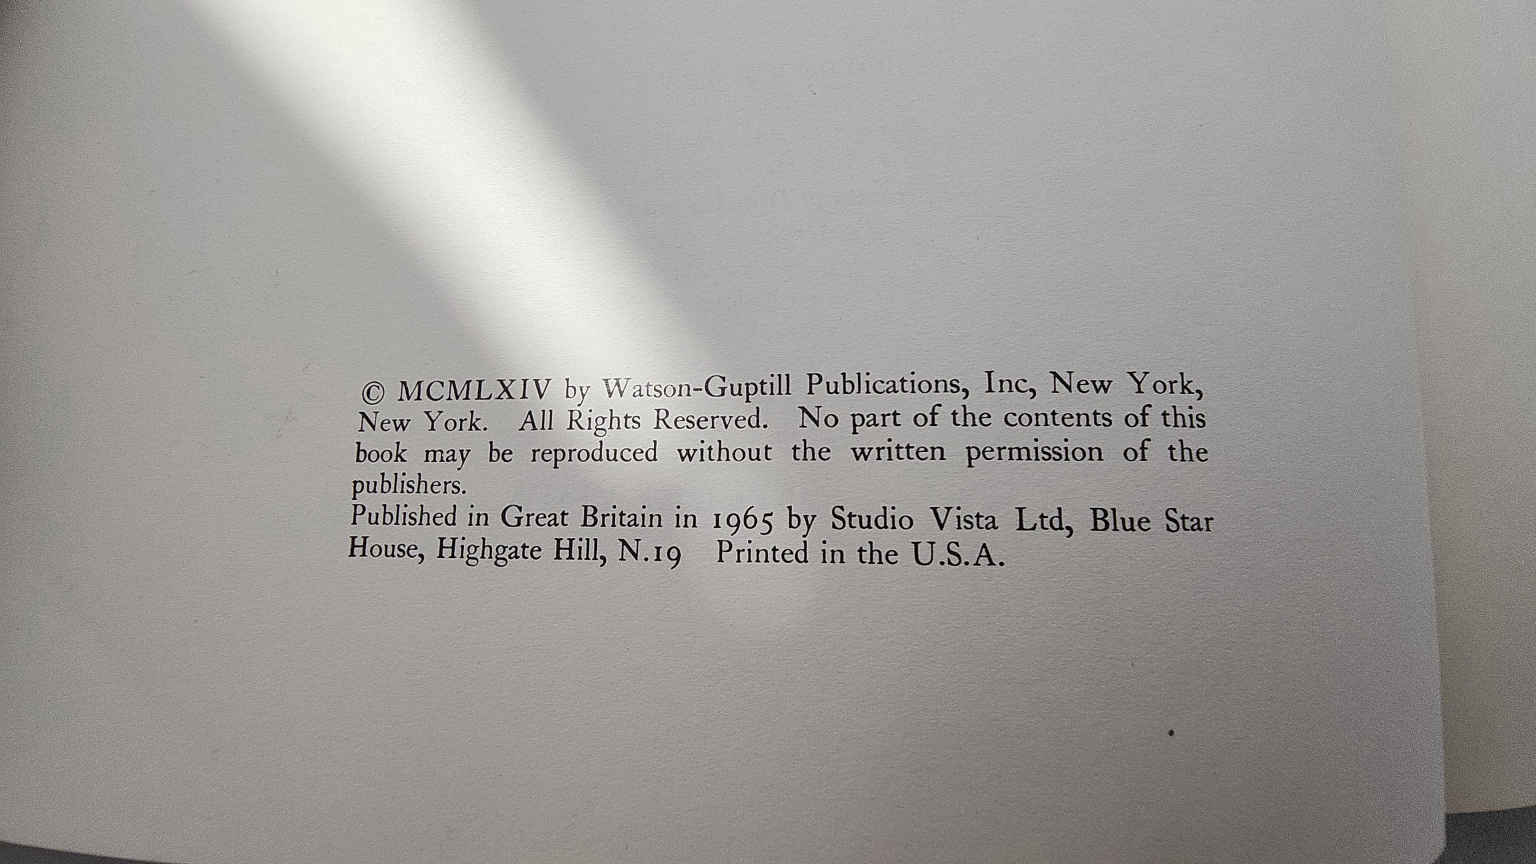 © MCMLXIV by Watson-Guptill Publications, Inc, New York,
New York. All Rights Reserved. No part of the contents of this
book may be reproduced without the written permission of the
publishers.
Published in Great Britain in 1965 by Studio Vista Ltd, Blue Star
House, Highgate Hill, N.19 Printed in the U.S.A.